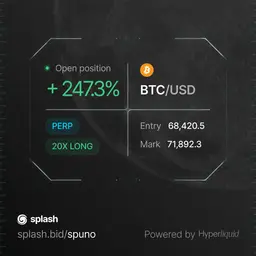 Open position
+ 247.3%
BTC/USD
PERP
20X LONG
Entry 68,420.5
Mark 71,892.3
splash
splash.bid/spuno
Powered by Hyperliquid